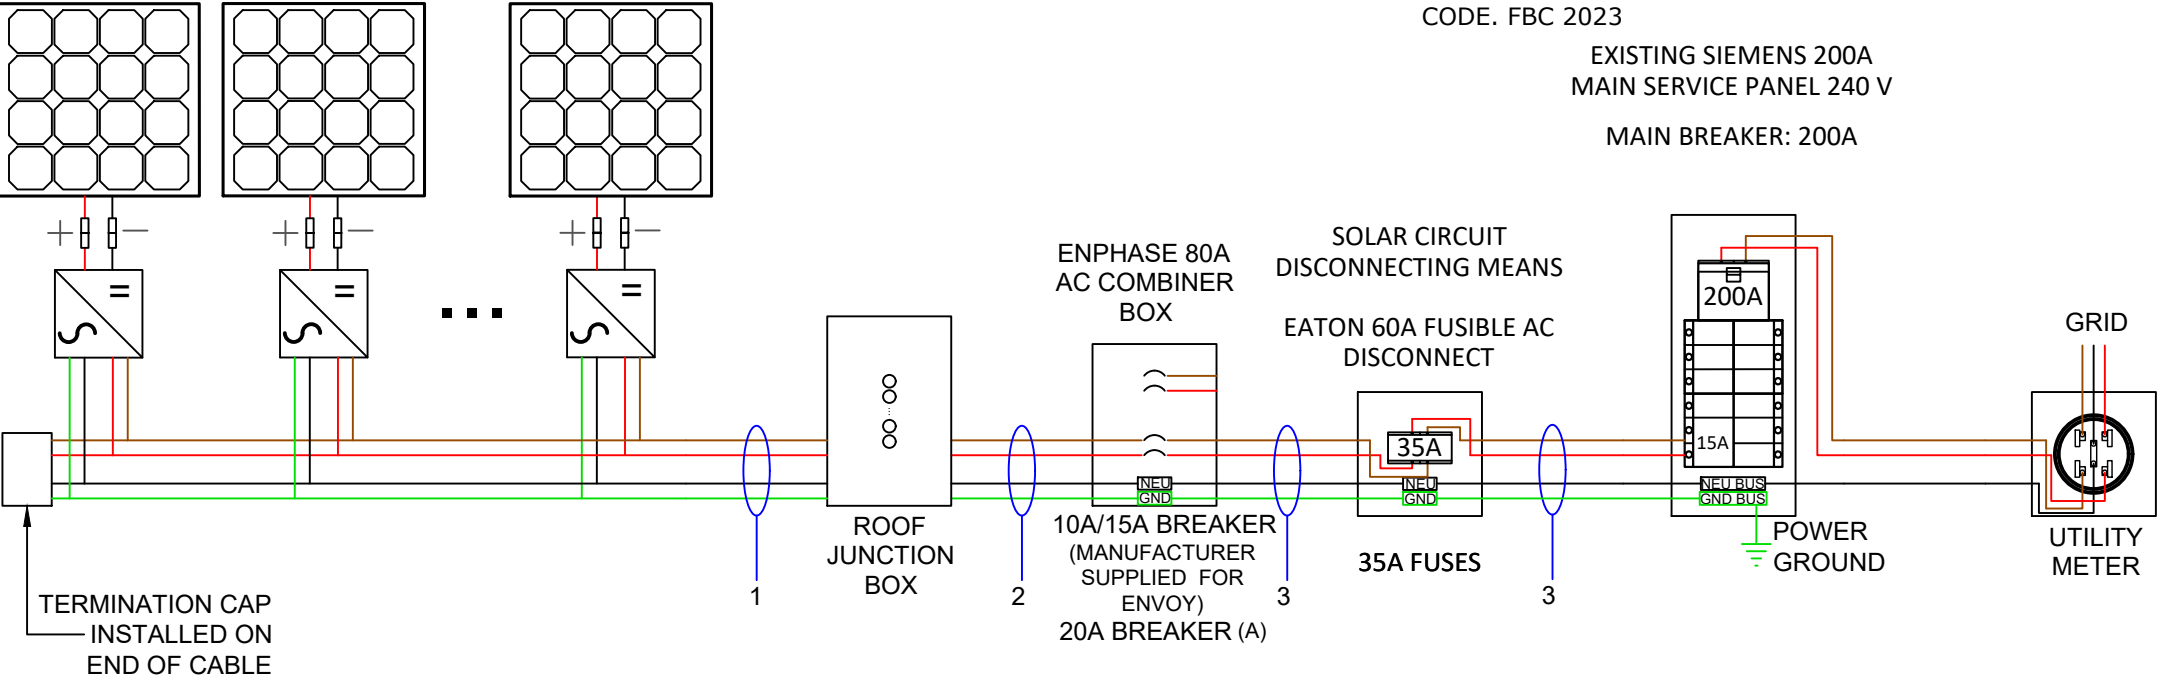 CODE. FBC 2023
EXISTING SIEMENS 200A
MAIN SERVICE PANEL 240 V
MAIN BREAKER: 200A
ENPHASE 80A
AC COMBINER
BOX
SOLAR CIRCUIT
DISCONNECTING MEANS
EATON 60A FUSIBLE AC
DISCONNECT
200A
GRID
35A
15A
NEU
GND
NEU
GND
NEU BUS
GND BUS
ROOF
JUNCTION
BOX
10A/15A BREAKER
(MANUFACTURER
SUPPLIED FOR
ENVOY)
20A BREAKER (A)
35A FUSES
POWER
GROUND
UTILITY
METER
1
2
3
3
TERMINATION CAP
INSTALLED ON
END OF CABLE